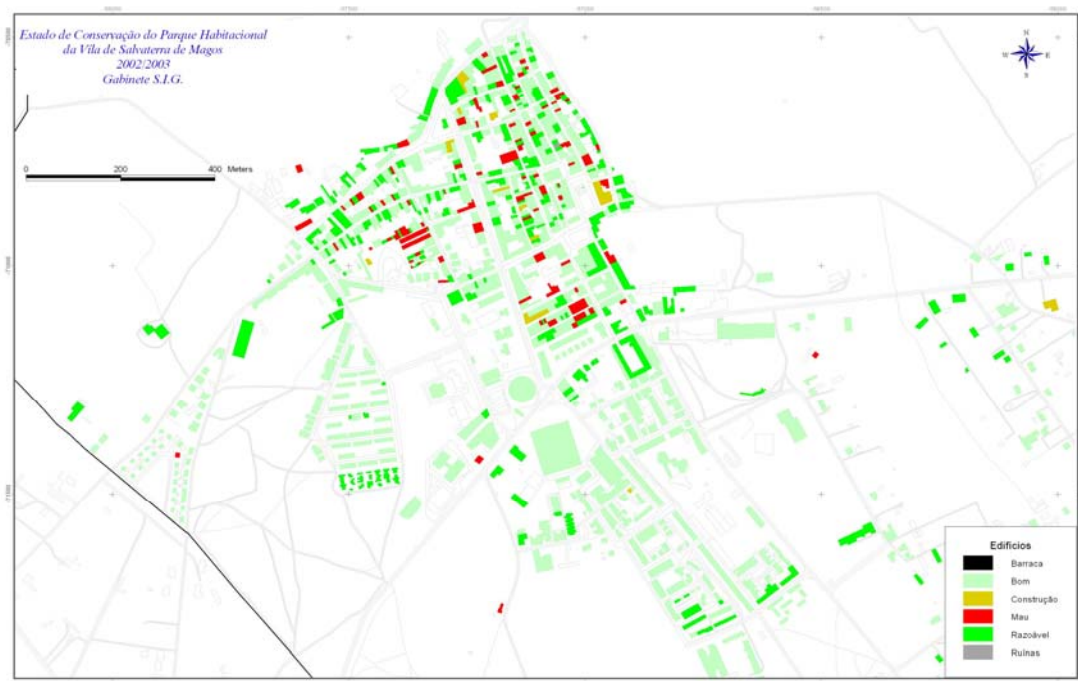 Estado de Conservação do Parque Habitacional
da Vila de Salvaterra de Magos
2002/2003
Gabinete S.I.G.
N
W E
S
0 200 400 Meters
Edifícios
Barraca
Bom
Construção
Mau
Razoável
Ruínas